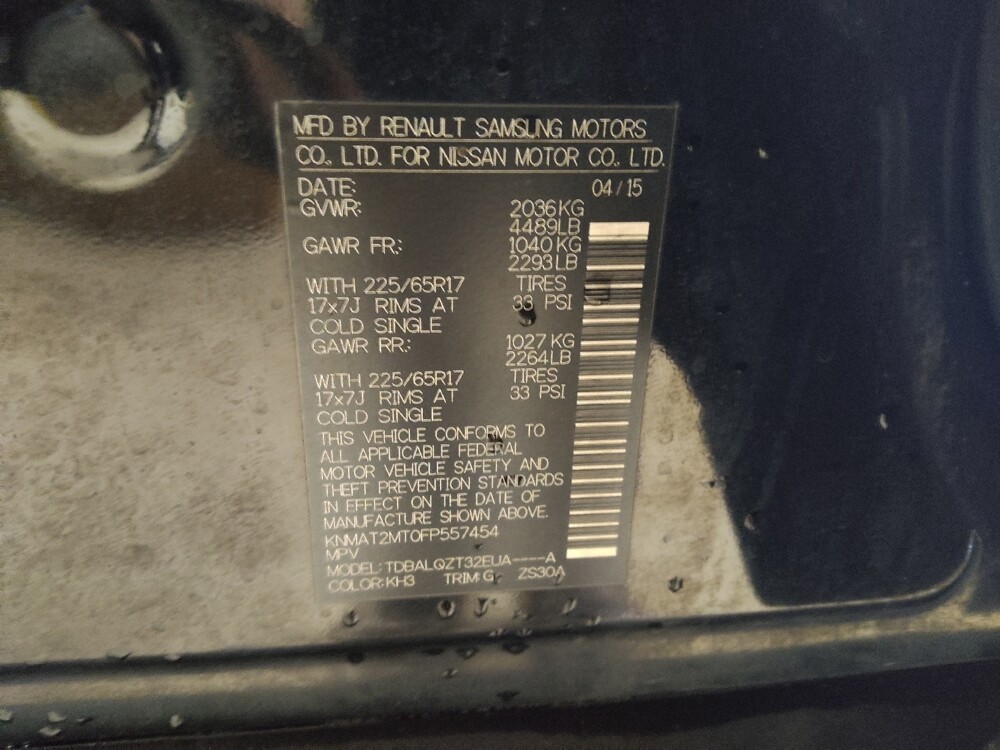 MFD BY RENAULT SAMSUNG MOTORS
CO., LTD. FOR NISSAN MOTOR CO., LTD.
DATE: 04/15
GVWR: 2036KG
4489LB
GAWR FR.: 1040KG
2293LB
WITH 225/65R17 TIRES
17x7J RIMS AT 33 PSI
COLD SINGLE
GAWR RR.: 1027KG
2264LB
WITH 225/65R17 TIRES
17x7J RIMS AT 33 PSI
COLD SINGLE
THIS VEHICLE CONFORMS TO
ALL APPLICABLE FEDERAL
MOTOR VEHICLE SAFETY AND
THEFT PREVENTION STANDARDS
IN EFFECT ON THE DATE OF
MANUFACTURE SHOWN ABOVE.
KNMAT2MT0FP557454
MPV
MODEL: TDBALQZT32EUA----A
COLOR: KH3 TRIM: G ZS30A